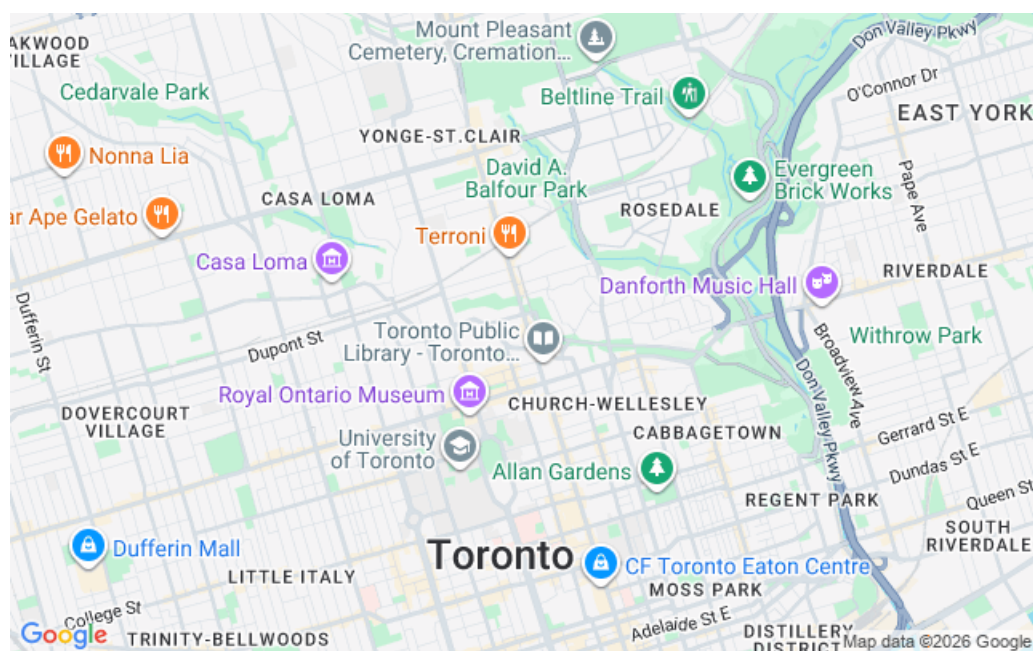 Mount Pleasant
Cemetery, Cremation...
Don Valley Pkwy
AKWOOD
ILLAGE
Cedarvale Park
Beltline Trail
O'Connor Dr
EAST YORK
YONGE-ST.CLAIR
Nonna Lia
David A.
Balfour Park
Evergreen
Brick Works
Pape Ave
CASA LOMA
ROSEDALE
ar Ape Gelato
Terroni
Casa Loma
RIVERDALE
Danforth Music Hall
Dufferin St
Toronto Public
Library - Toronto...
Dupont St
Withrow Park
Broadview Ave
Royal Ontario Museum
CHURCH-WELLESLEY
DOVERCOURT
VILLAGE
Don Valley Pkwy
Gerrard St E
University
of Toronto
CABBAGETOWN
Allan Gardens
Dundas St E
REGENT PARK
Queen St
Dufferin Mall
Toronto
SOUTH
RIVERDALE
CF Toronto Eaton Centre
LITTLE ITALY
MOSS PARK
College St
Adelaide St E
Google
TRINITY-BELLWOODS
DISTILLERY
DISTRICT
Map data ©2026 Google